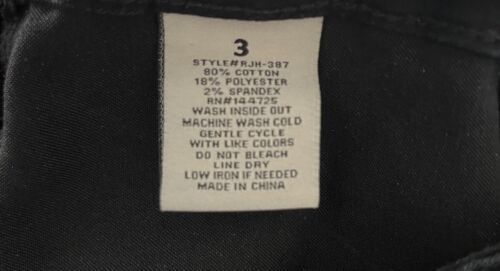 3
STYLE#RJH-387
80% COTTON
18% POLYESTER
2% SPANDEX
RN#144725
WASH INSIDE OUT
MACHINE WASH COLD
GENTLE CYCLE
WITH LIKE COLORS
DO NOT BLEACH
LINE DRY
LOW IRON IF NEEDED
MADE IN CHINA